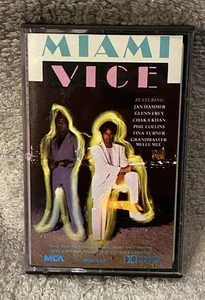 MIAMI
VICE
FEATURING:
JAN HAMMER
GLENN FREY
CHAKA KHAN
PHIL COLLINS
TINA TURNER
GRANDMASTER
MELLE MEL
MCA